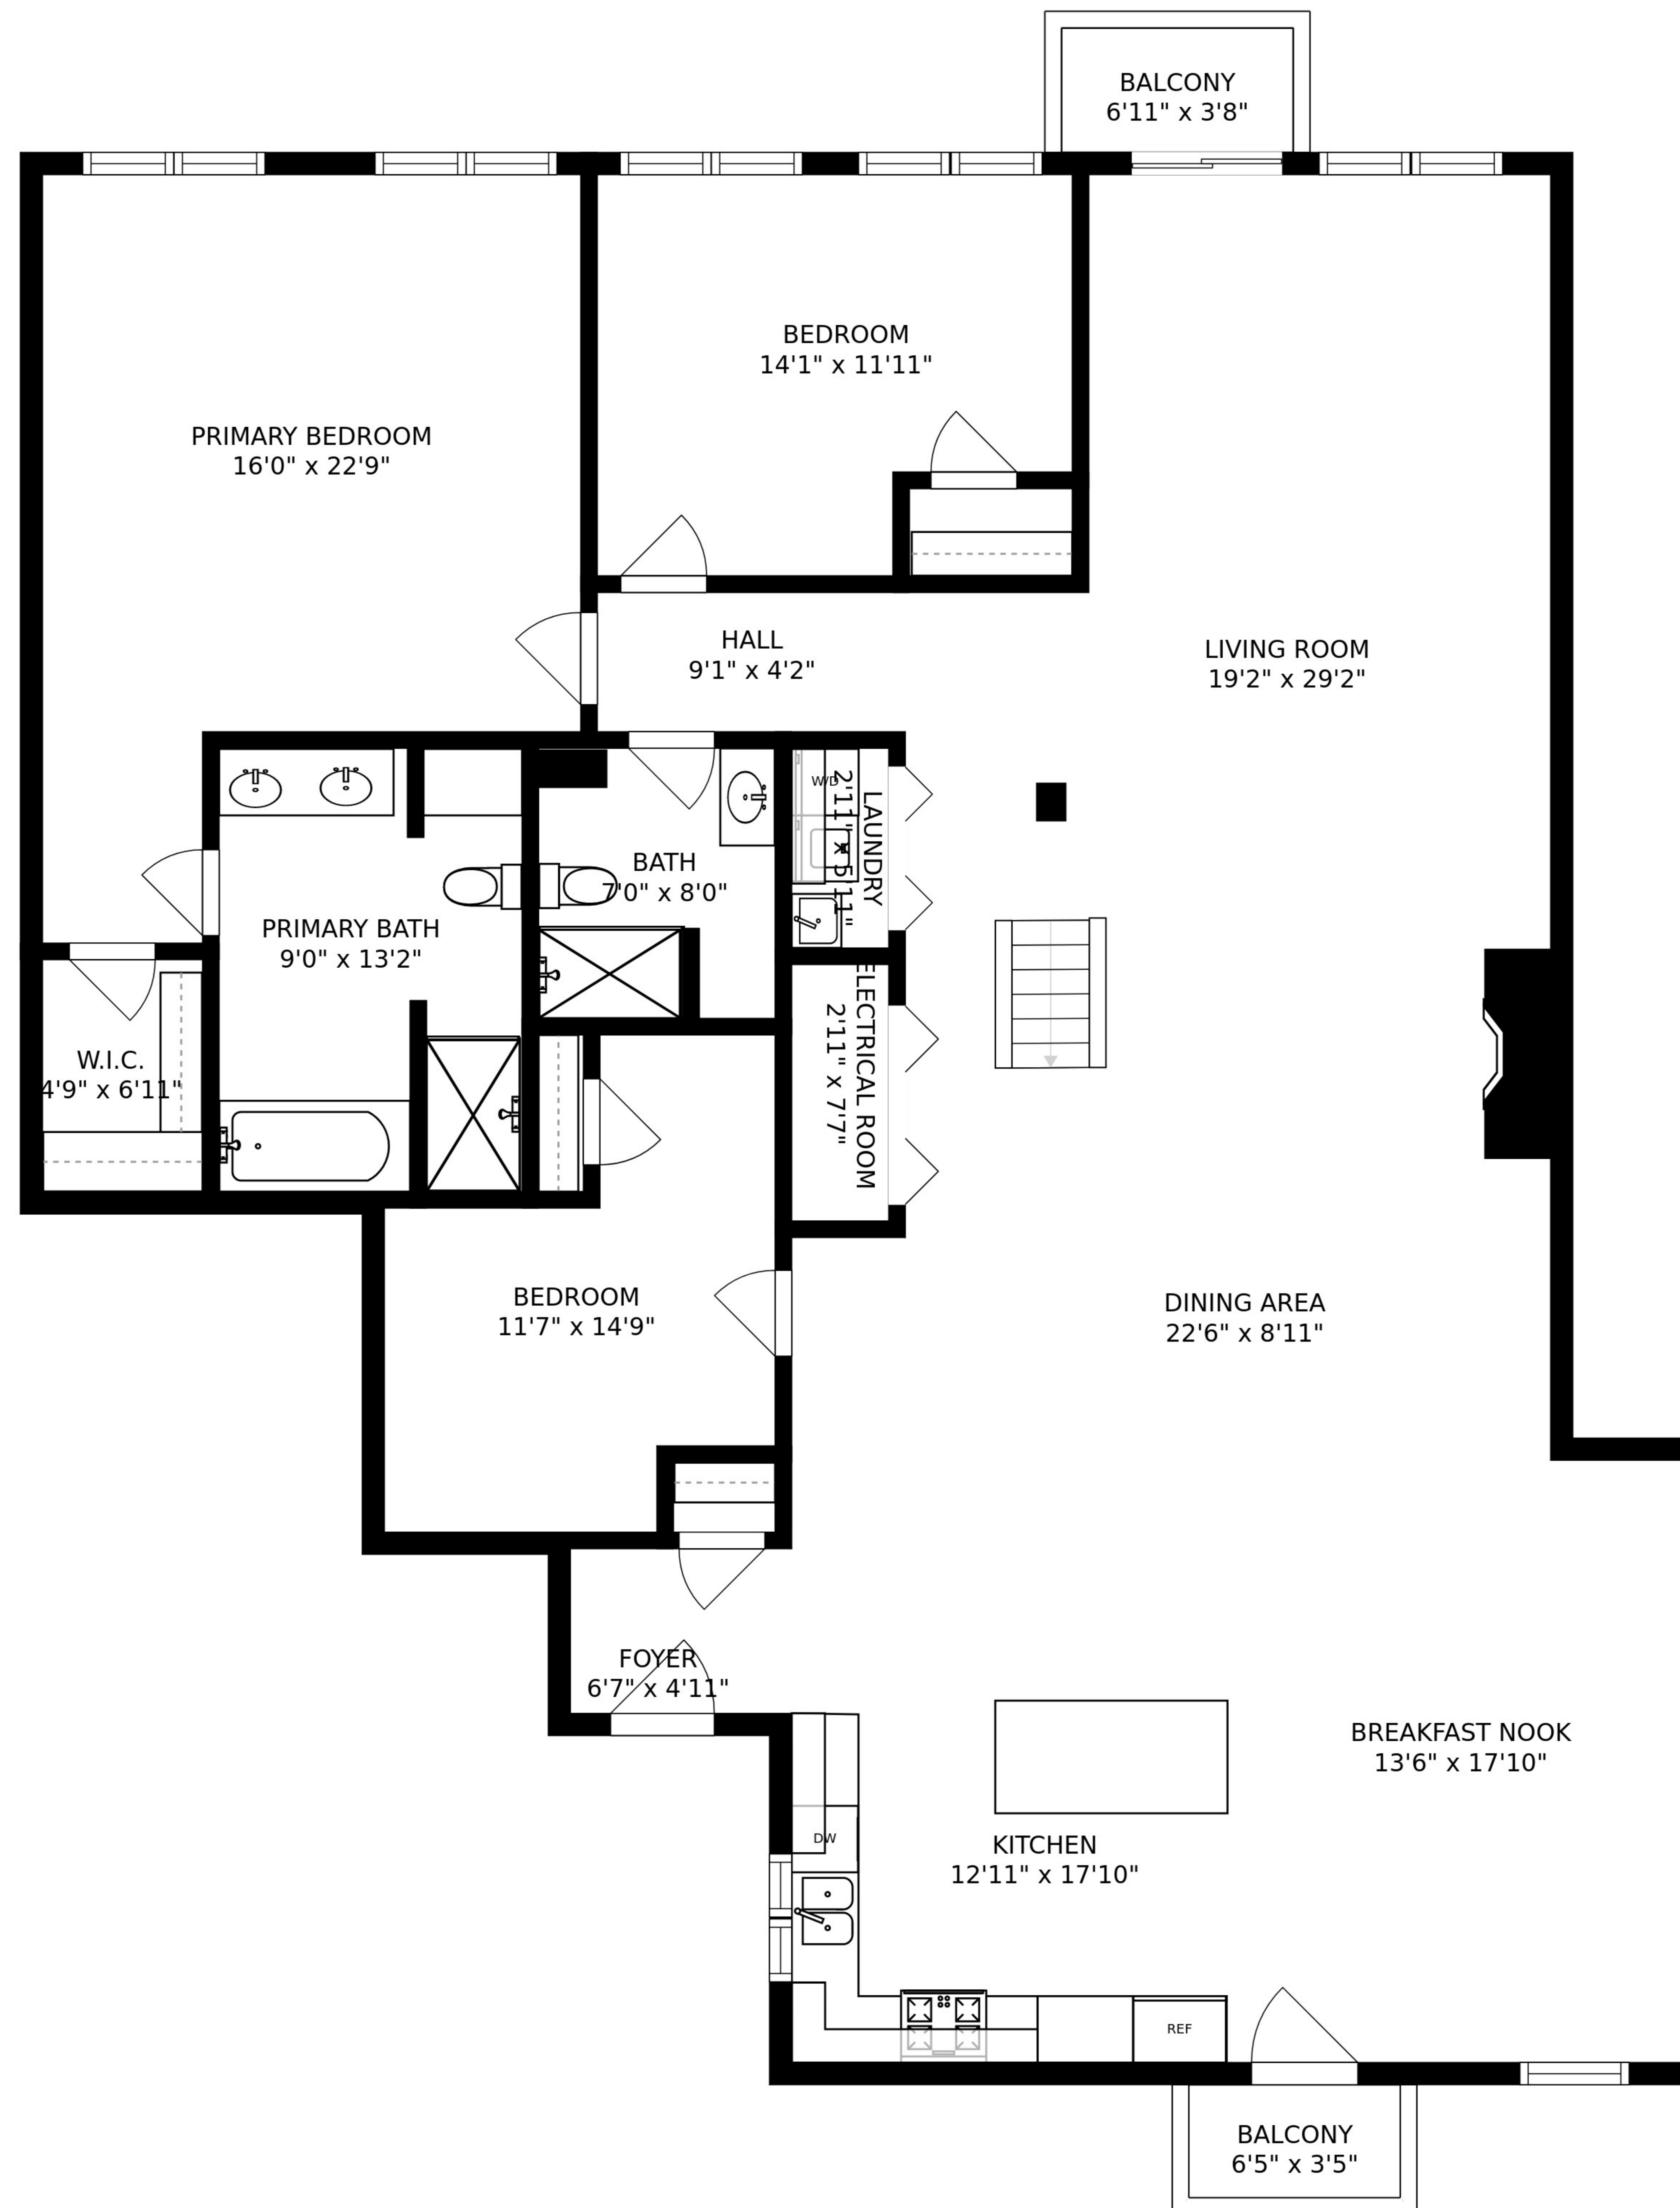 BALCONY
6'11" x 3'8"
BEDROOM
14'1" x 11'11"
PRIMARY BEDROOM
16'0" x 22'9"
HALL
9'1" x 4'2"
LIVING ROOM
19'2" x 29'2"
W/D
LAUNDRY
2'11" x 5'11"
BATH
7'0" x 8'0"
PRIMARY BATH
9'0" x 13'2"
ELECTRICAL ROOM
2'11" x 7'7"
W.I.C.
4'9" x 6'11"
BEDROOM
11'7" x 14'9"
DINING AREA
22'6" x 8'11"
FOYER
6'7" x 4'11"
BREAKFAST NOOK
13'6" x 17'10"
DW
KITCHEN
12'11" x 17'10"
REF
BALCONY
6'5" x 3'5"